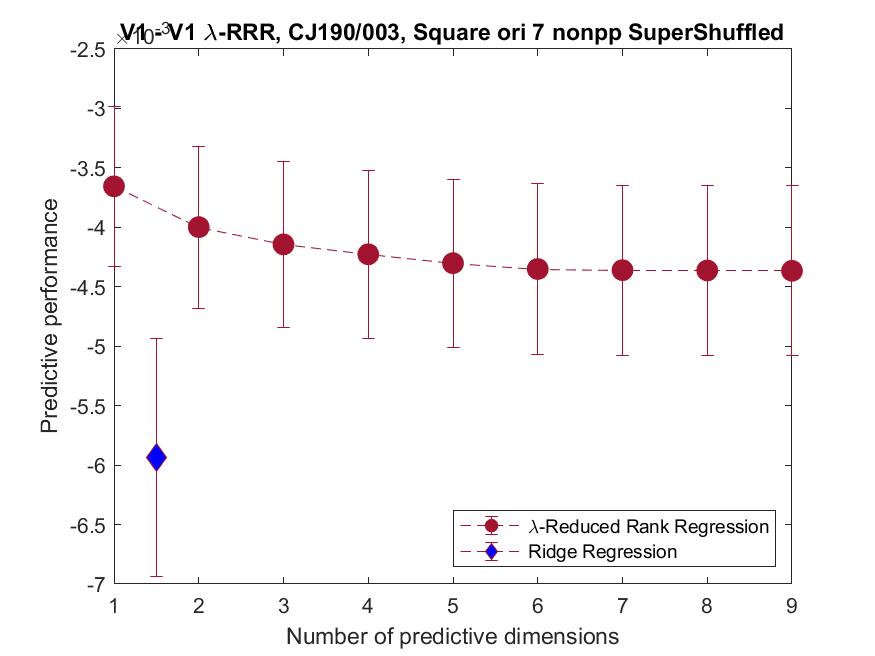 V1 - V1 λ-RRR, CJ190/003, Square ori 7 nonpp SuperShuffled
×10-3
-2.5
-3
-3.5
-4
-4.5
-5
-5.5
-6
-6.5
-7
Predictive performance
1 2 3 4 5 6 7 8 9
Number of predictive dimensions
λ-Reduced Rank Regression
Ridge Regression